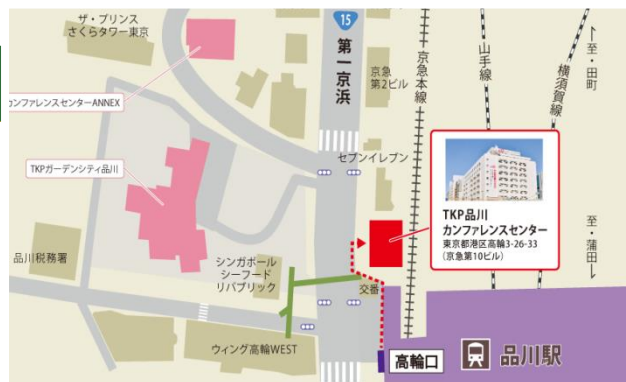 ザ・プリンス
さくらタワー東京
カンファレンスセンターANNEX
TKPガーデンシティ品川
品川税務署
シンガポール
シーフード
リパブリック
ウィング高輪WEST
15
第一京浜
京急
第2ビル
セブンイレブン
交番
京急本線
山手線
横須賀線
至・田町
TKP品川
カンファレンスセンター
東京都港区高輪3-26-33
(京急第10ビル)
至・蒲田
高輪口
品川駅